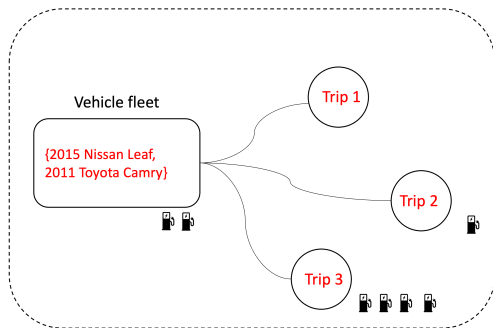 Vehicle fleet
{2015 Nissan Leaf,
2011 Toyota Camry}
Trip 1
Trip 2
Trip 3